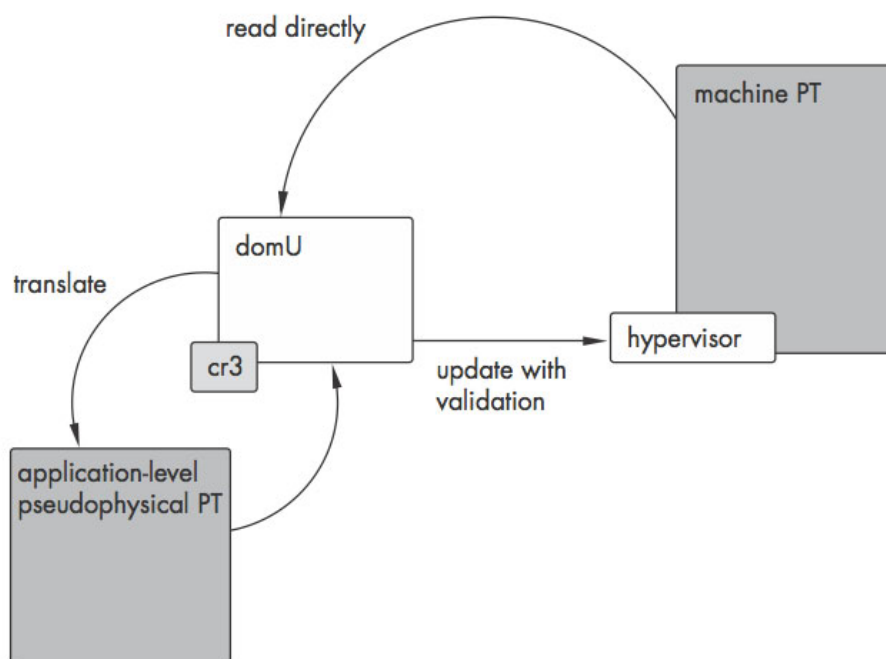 read directly
machine PT
domU
translate
hypervisor
cr3
update with
validation
application-level
pseudophysical PT